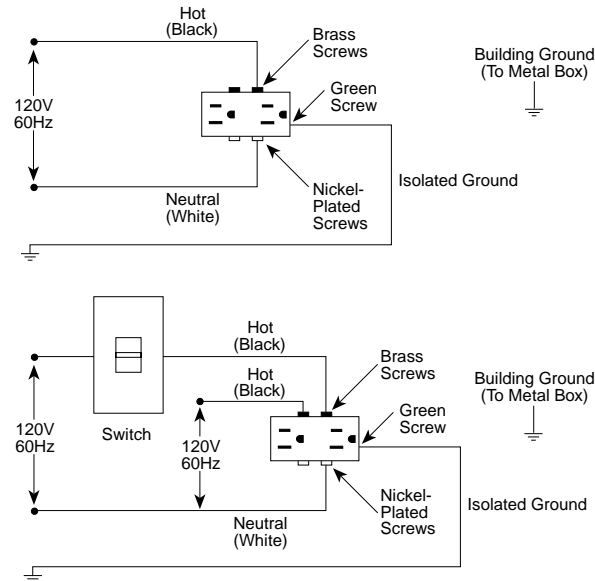 Hot
(Black)
Brass
Screws
Building Ground
(To Metal Box)
Green
Screw
120V
60Hz
Isolated Ground
Neutral
(White)
Nickel-
Plated
Screws
Hot
(Black)
Brass
Screws
Hot
(Black)
Building Ground
(To Metal Box)
Green
Screw
120V
60Hz
Switch
120V
60Hz
Nickel-
Plated
Screws
Isolated Ground
Neutral
(White)